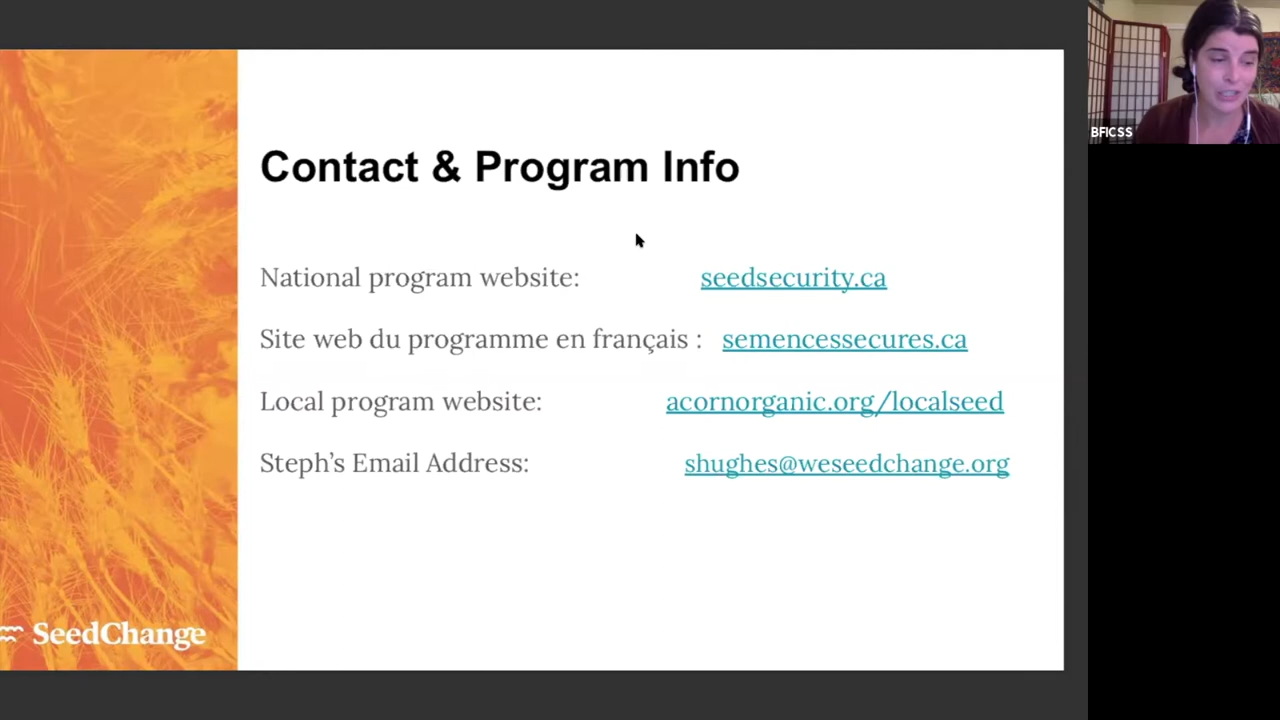 Contact & Program Info
National program website: seedsecurity.ca
Site web du programme en français : semencessecures.ca
Local program website: acornorganic.org/localseed
Steph’s Email Address: shughes@weseedchange.org
SeedChange
BFICSS